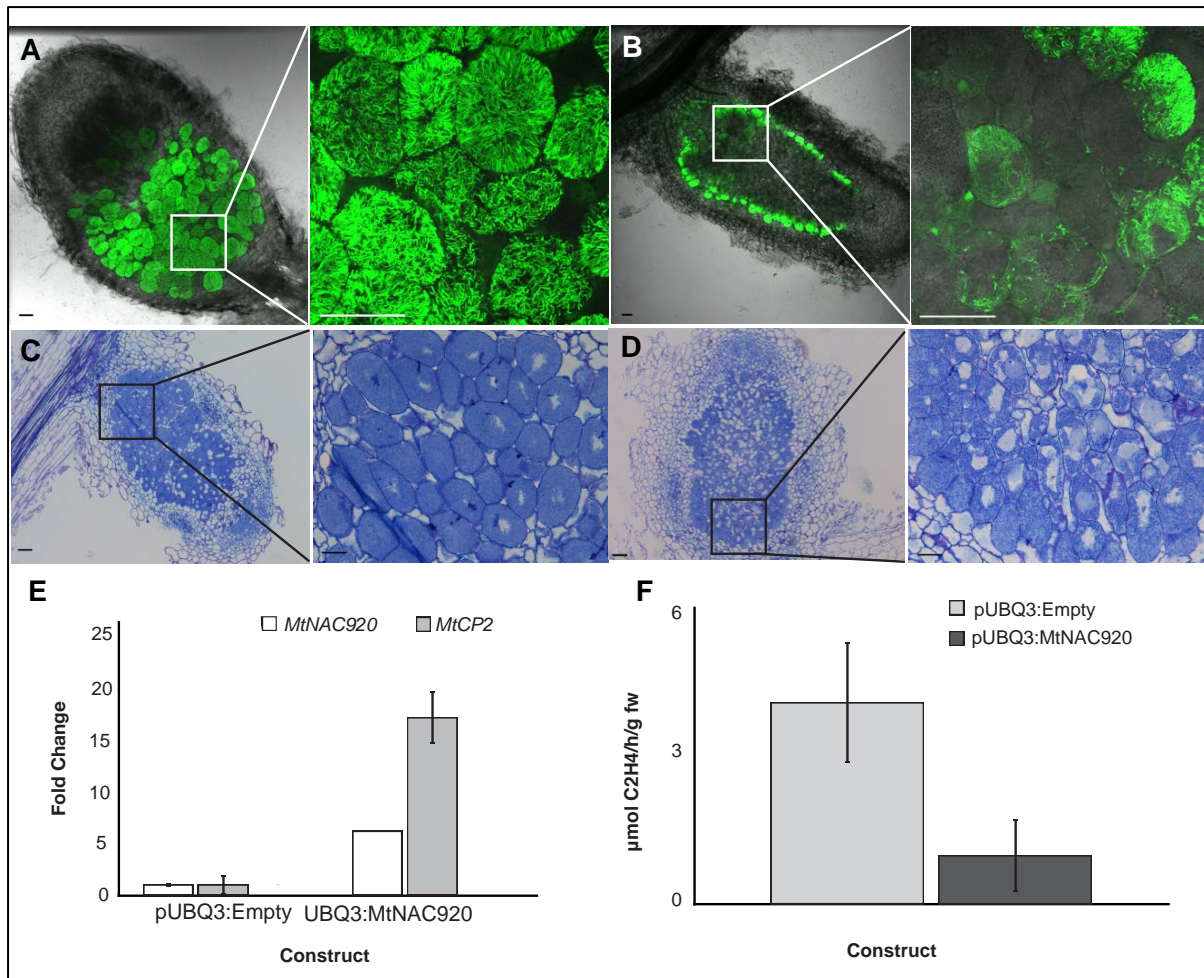 A
B
C
D
E
MtNAC920
MtCP2
25
20
15
10
5
0
Fold Change
pUBQ3:Empty
UBQ3:MtNAC920
Construct
F
pUBQ3:Empty
pUBQ3:MtNAC920
6
3
0
µmol C2H4/h/g fw
Construct